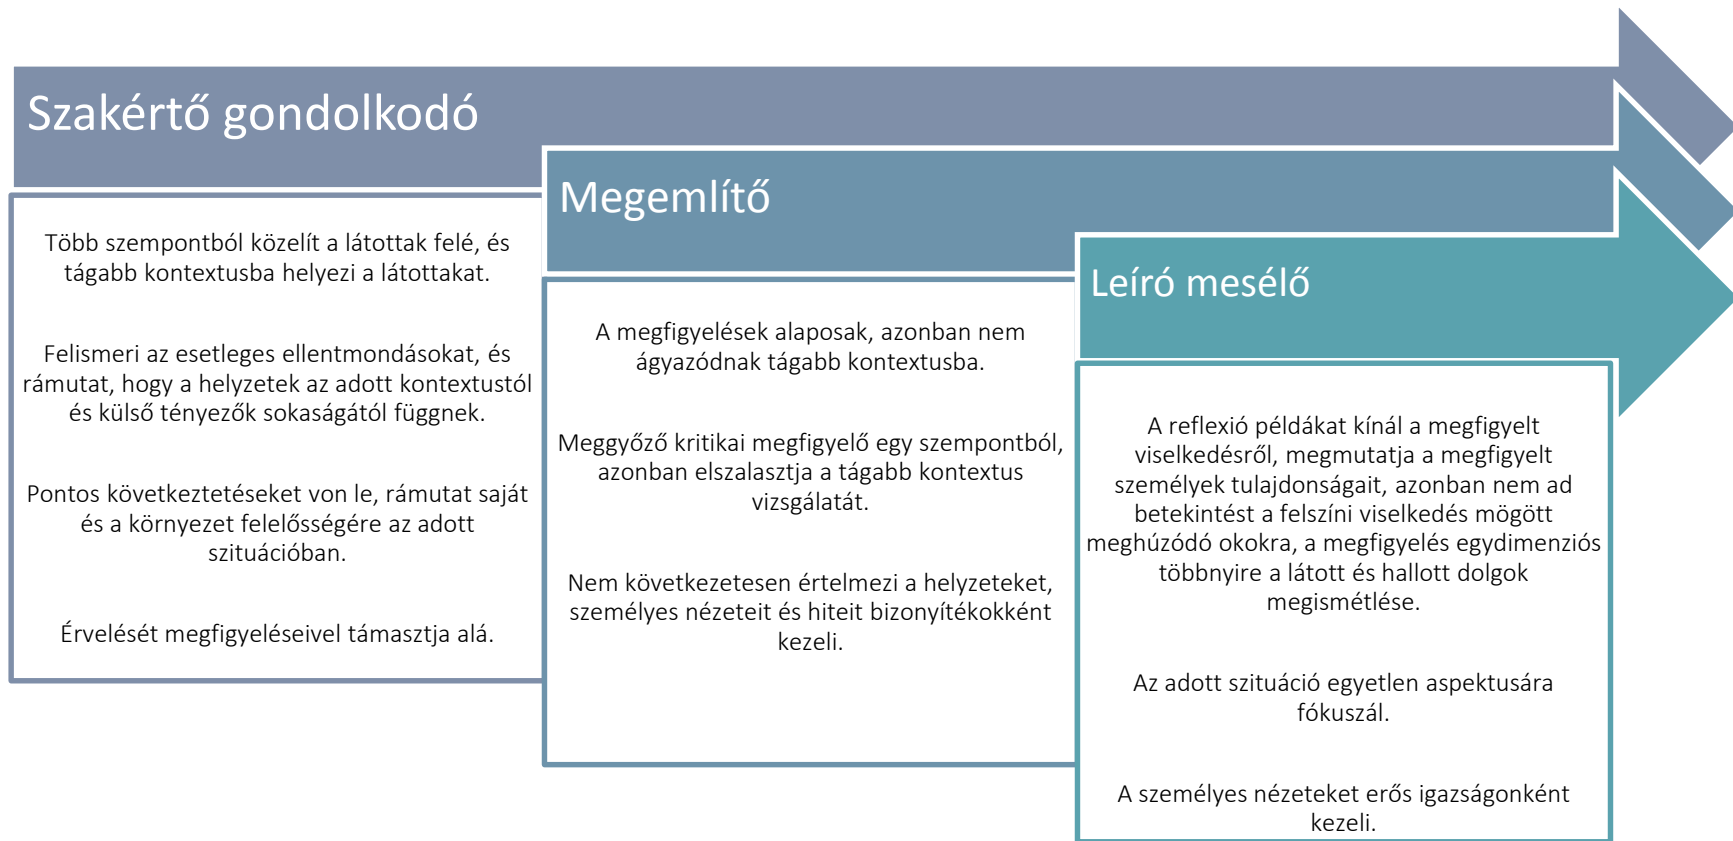 Szakértő gondolkodó
Több szempontból közelít a látottak felé, és
tágabb kontextusba helyezi a látottakat.
Felismeri az esetleges ellentmondásokat, és
rámutat, hogy a helyzetek az adott kontextustól
és külső tényezők sokaságától függnek.
Pontos következtetéseket von le, rámutat saját
és a környezet felelősségére az adott
szituációban.
Érvelését megfigyeléseivel támasztja alá.
Megemlítő
A megfigyelések alaposak, azonban nem
ágyazódnak tágabb kontextusba.
Meggyőző kritikai megfigyelő egy szempontból,
azonban elszalasztja a tágabb kontextus
vizsgálatát.
Nem következetesen értelmezi a helyzeteket,
személyes nézeteit és hiteit bizonyítékokként
kezeli.
Leíró mesélő
A reflexió példákat kínál a megfigyelt
viselkedésről, megmutatja a megfigyelt
személyek tulajdonságait, azonban nem ad
betekintést a felszíni viselkedés mögött
meghúzódó okokra, a megfigyelés egydimenziós
többnyire a látott és hallott dolgok
megismétlése.
Az adott szituáció egyetlen aspektusára
fókuszál.
A személyes nézeteket erős igazságonként
kezeli.